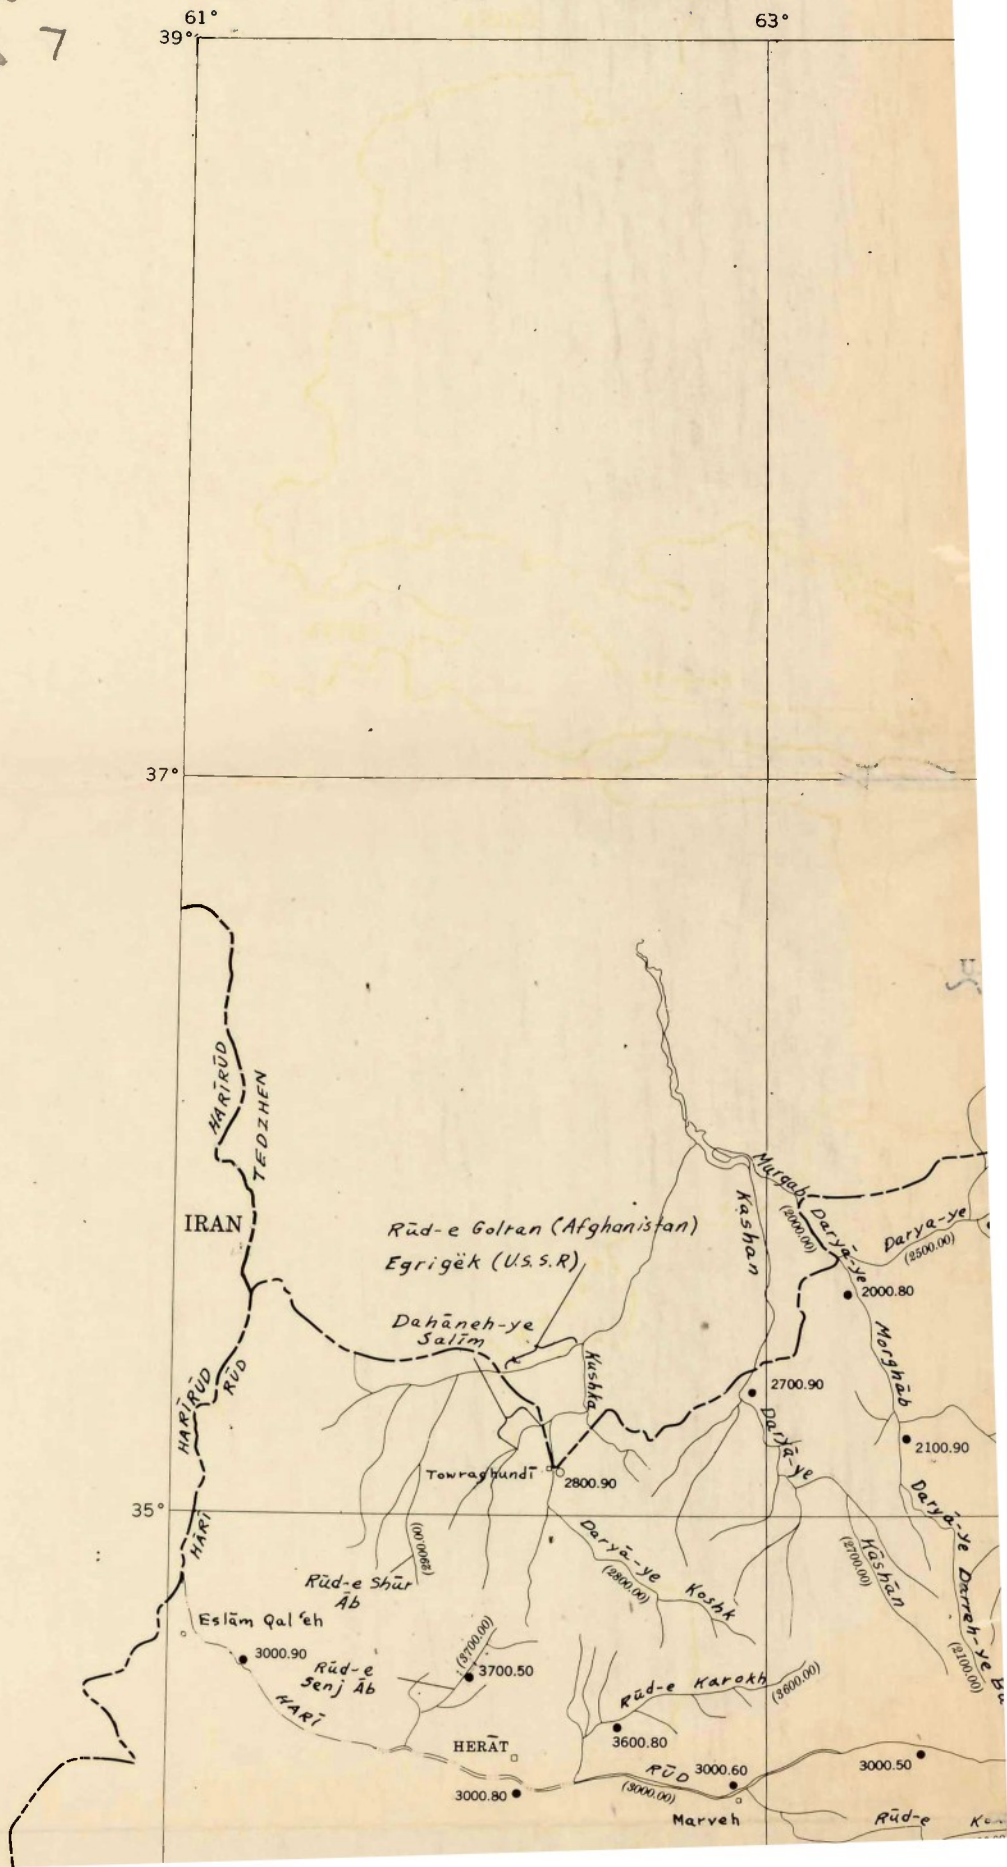 61°
63°
39°
7
37°
HARĪRŪD
TEDZHEN
IRAN
Murgab
(2000.00)
Daryā-ye
Kashan
Darya-ye
(2500.00)
Rūd-e Golran (Afghanistan)
Egrigëk (U.S.S.R)
2000.80
Dahāneh-ye
Salīm
Morghāb
Kushka
HARĪRŪD
RŪD
2700.90
Daryā-ye
2100.90
Towraghundī
2800.90
35°
HĀRĪ
(2900.00)
Daryā-ye
(2800.00)
Koshk
(2700.00)
Kāshān
Daryā-ye
Darreh-ye
(2100.00)
Rūd-e Shūr
Āb
Eslām Qal'eh
3000.90
Rūd-e
Senj Āb
(3700.00)
3700.50
HARĪ
Rūd-e Karokh
(3600.00)
3600.80
HERĀT
3000.80
RŪD
(3000.00)
3000.60
3000.50
Marveh
Rūd-e